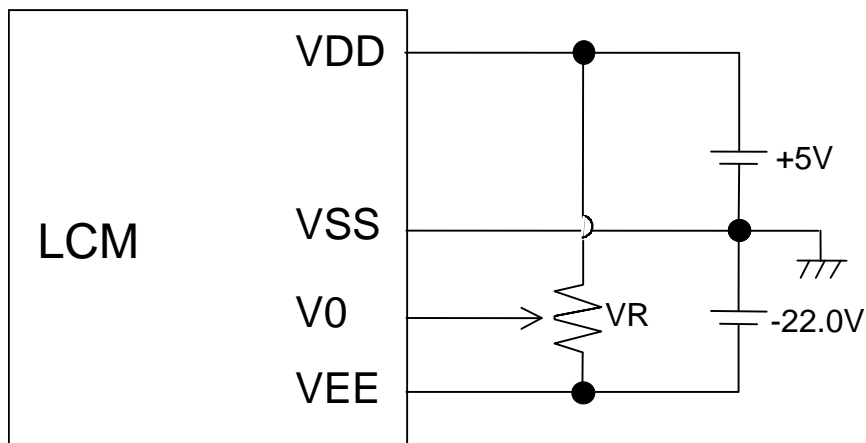 VDD
+5V
VSS
LCM
V0
VR
-22.0V
VEE